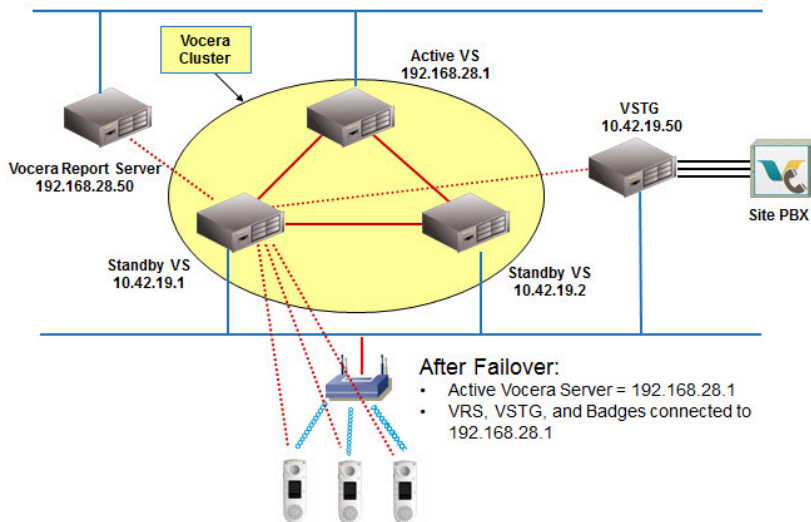 Vocera
Cluster
Active VS
192.168.28.1
VSTG
10.42.19.50
Vocera Report Server
192.168.28.50
Site PBX
Standby VS
10.42.19.1
Standby VS
10.42.19.2
After Failover:
• Active Vocera Server = 192.168.28.1
• VRS, VSTG, and Badges connected to
192.168.28.1